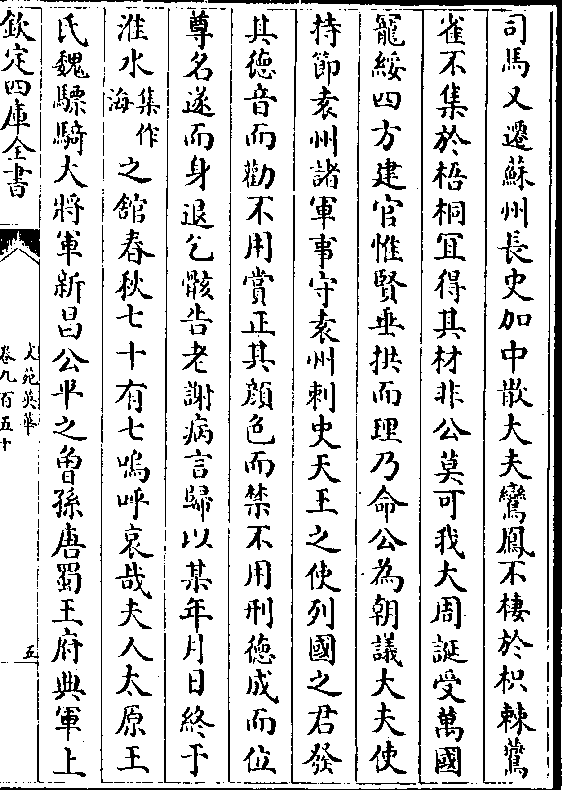 司馬又遷蘇州長史加中散大夫鸞鳳不棲於枳棘鸑
雀不集於梧桐宜得其材非公莫可我大周誕受萬國
寵綏四方建官惟賢垂拱而理乃命公為朝議大夫使
持節袁州諸軍事守袁州刺史天王之使列國之君發
其徳音而勸不用賞正其顔色而禁不用刑徳成而位
尊名遂而身退乞骸告老謝病言歸以某年月日終于
淮水集作海之舘春秋七十有七嗚呼哀哉夫人太原王
氏魏驃騎大將軍新昌公平之曾孫唐蜀王府典軍上
欽定四庫全書
文苑英華
卷九百五十
五